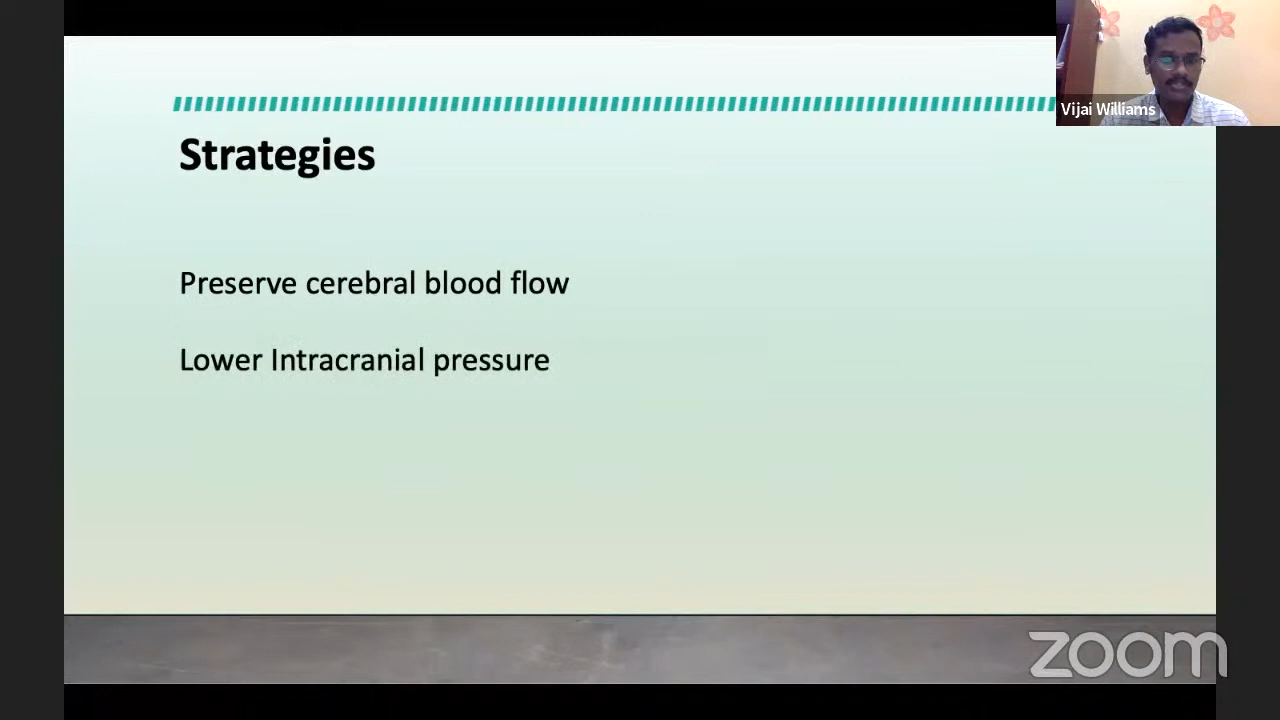 Vijai Williams
Strategies
Preserve cerebral blood flow
Lower Intracranial pressure
zoom